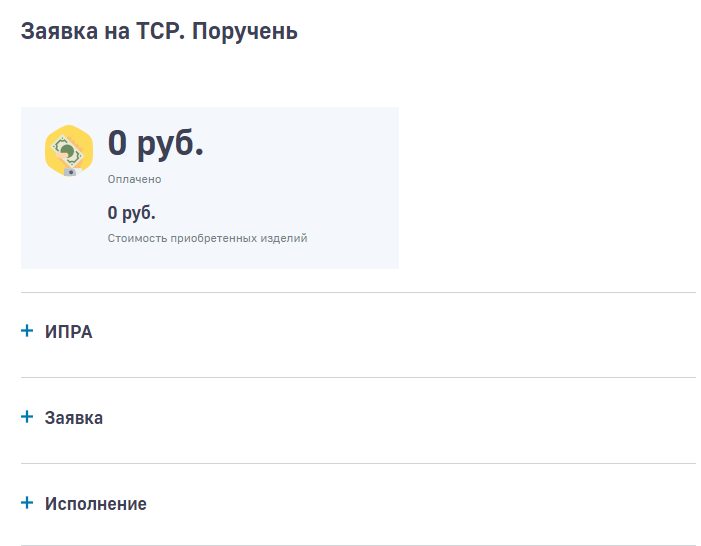 Заявка на ТСР. Поручень
0 руб.
Оплачено
0 руб.
Стоимость приобретенных изделий
ИПРА
Заявка
Исполнение